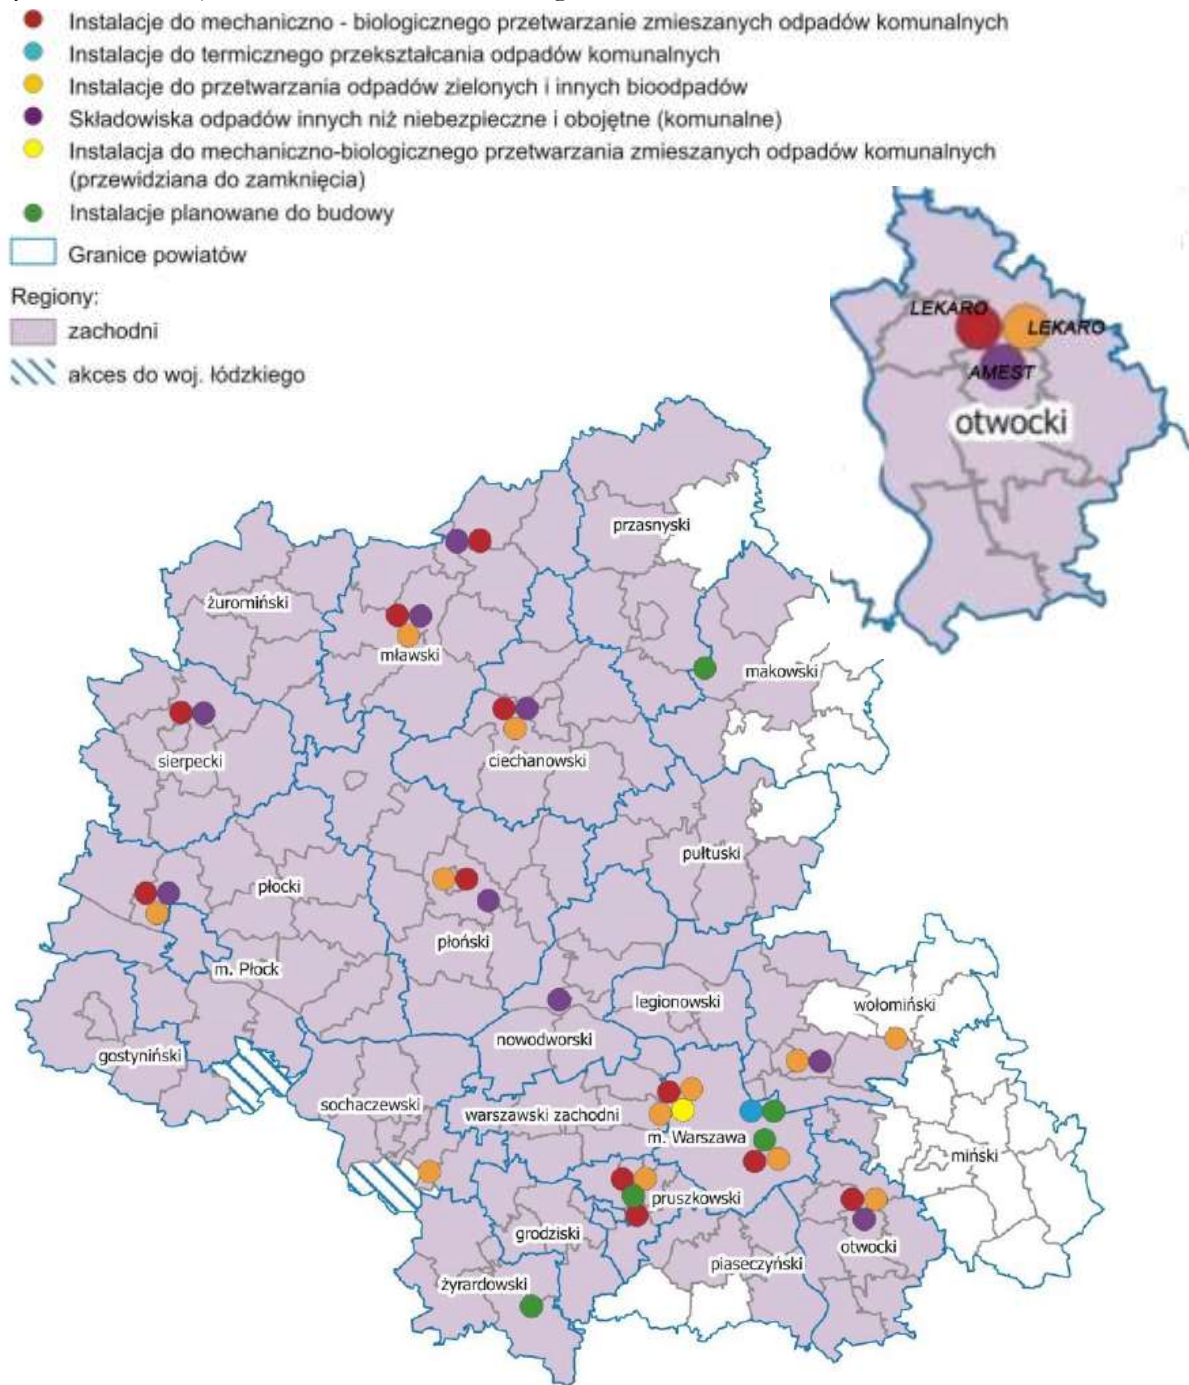 Instalacje do mechaniczno - biologicznego przetwarzanie zmieszanych odpadów komunalnych
Instalacje do termicznego przekształcania odpadów komunalnych
Instalacje do przetwarzania odpadów zielonych i innych bioodpadów
Składowiska odpadów innych niż niebezpieczne i obojętne (komunalne)
Instalacja do mechaniczno-biologicznego przetwarzania zmieszanych odpadów komunalnych
(przewidziana do zamknięcia)
Instalacje planowane do budowy
Granice powiatów
Regiony:
zachodni
akces do woj. łódzkiego
LEKARO
LEKARO
AMEST
otwocki
przasnyski
żuromiński
mławski
makowski
sierpecki
ciechanowski
pułtuski
płocki
płoński
m. Płock
legionowski
wołomiński
nowodworski
gostyniński
sochaczewski
warszawski zachodni
m. Warszawa
miński
pruszkowski
grodziski
otwocki
piaseczyński
żyrardowski